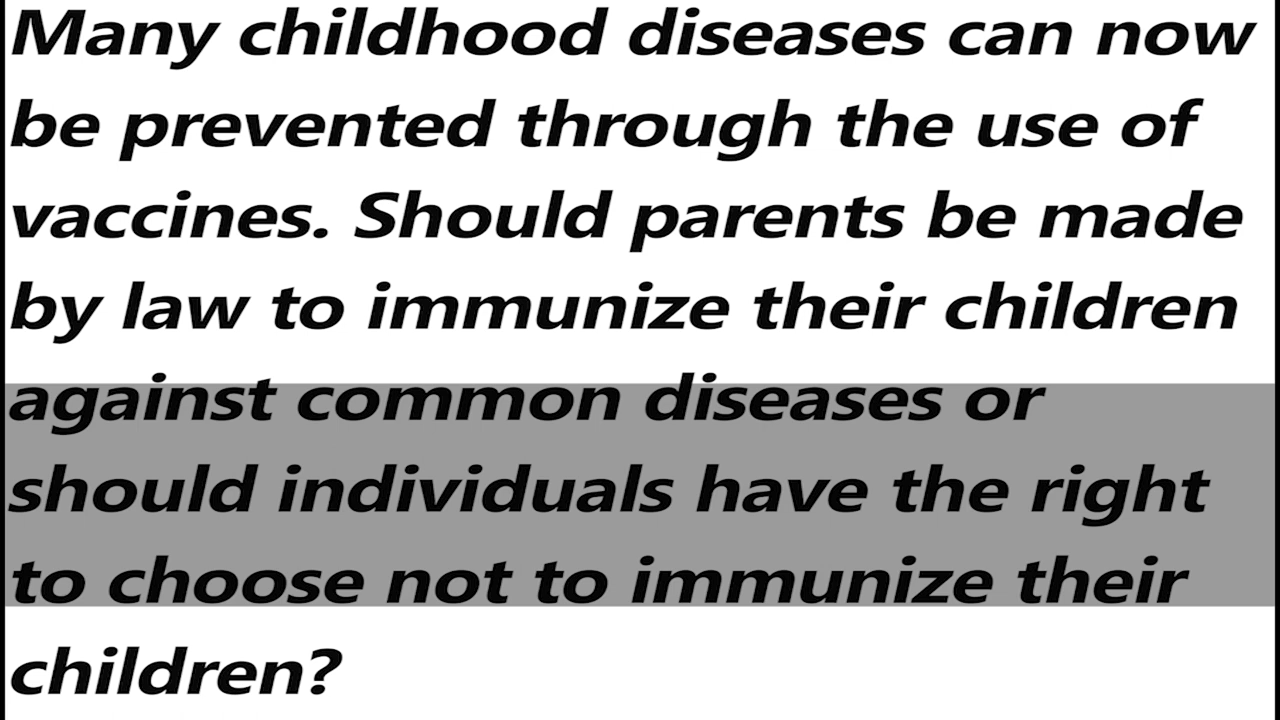 Many childhood diseases can now
be prevented through the use of
vaccines. Should parents be made
by law to immunize their children
against common diseases or
should individuals have the right
to choose not to immunize their
children?